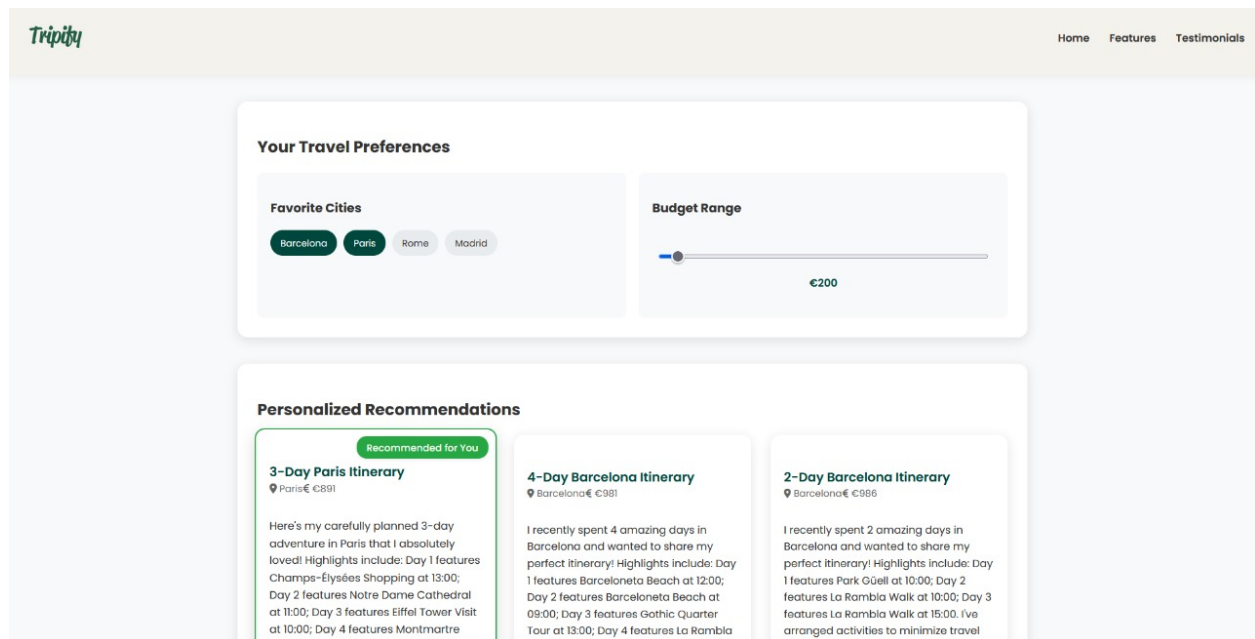 Tripify
Home Features Testimonials
Your Travel Preferences
Favorite Cities
Barcelona Paris Rome Madrid
Budget Range
€200
Personalized Recommendations
Recommended for You
3-Day Paris Itinerary
Paris€ €891
Here's my carefully planned 3-day
adventure in Paris that I absolutely
loved! Highlights include: Day 1 features
Champs-Élysées Shopping at 13:00;
Day 2 features Notre Dame Cathedral
at 11:00; Day 3 features Eiffel Tower Visit
at 10:00; Day 4 features Montmartre
4-Day Barcelona Itinerary
Barcelona€ €981
I recently spent 4 amazing days in
Barcelona and wanted to share my
perfect itinerary! Highlights include: Day
1 features Barceloneta Beach at 12:00;
Day 2 features Barceloneta Beach at
09:00; Day 3 features Gothic Quarter
Tour at 13:00; Day 4 features La Rambla
2-Day Barcelona Itinerary
Barcelona€ €986
I recently spent 2 amazing days in
Barcelona and wanted to share my
perfect itinerary! Highlights include: Day
1 features Park Güell at 10:00; Day 2
features La Rambla Walk at 10:00; Day 3
features La Rambla Walk at 15:00. I've
arranged activities to minimize travel